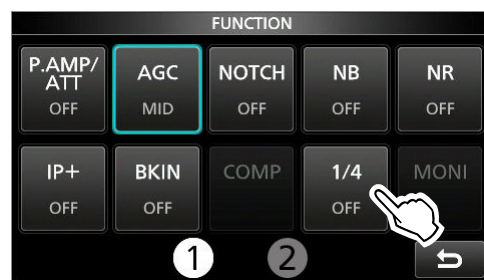 FUNCTION
P.AMP/
ATT
OFF
AGC
MID
NOTCH
OFF
NB
OFF
NR
OFF
IP+
OFF
BKIN
OFF
COMP
1/4
OFF
MONI
1
2